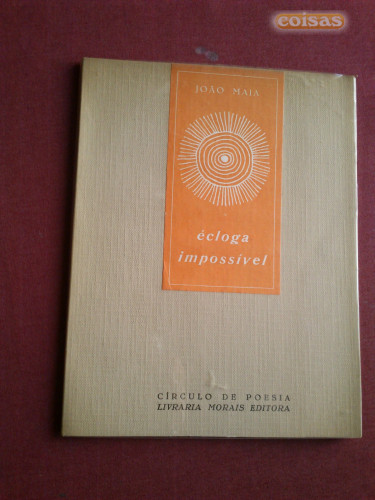 coisas
JOÃO MAIA
écloga
impossível
CÍRCULO DE POESIA
LIVRARIA MORAIS EDITORA